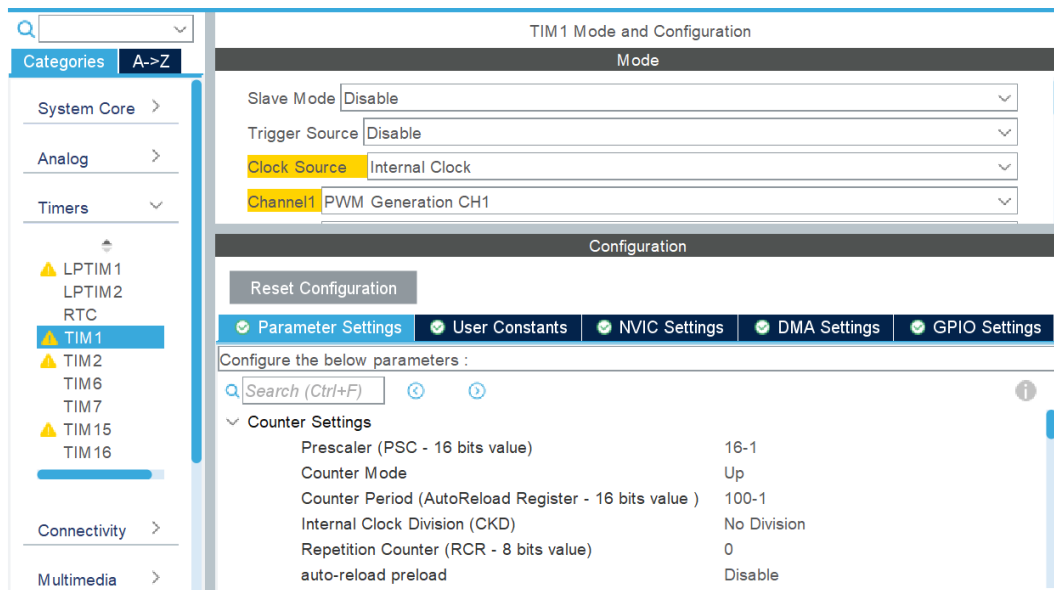 TIM1 Mode and Configuration
Categories A->Z
Mode
System Core
Slave Mode Disable
Trigger Source Disable
Analog
Clock Source Internal Clock
Channel1 PWM Generation CH1
Timers
Configuration
LPTIM1
LPTIM2
RTC
TIM1
TIM2
TIM6
TIM7
TIM15
TIM16
Connectivity
Multimedia
Reset Configuration
Parameter Settings User Constants NVIC Settings DMA Settings GPIO Settings
Configure the below parameters :
Search (Ctrl+F)
Counter Settings
Prescaler (PSC - 16 bits value) 16-1
Counter Mode Up
Counter Period (AutoReload Register - 16 bits value ) 100-1
Internal Clock Division (CKD) No Division
Repetition Counter (RCR - 8 bits value) 0
auto-reload preload Disable